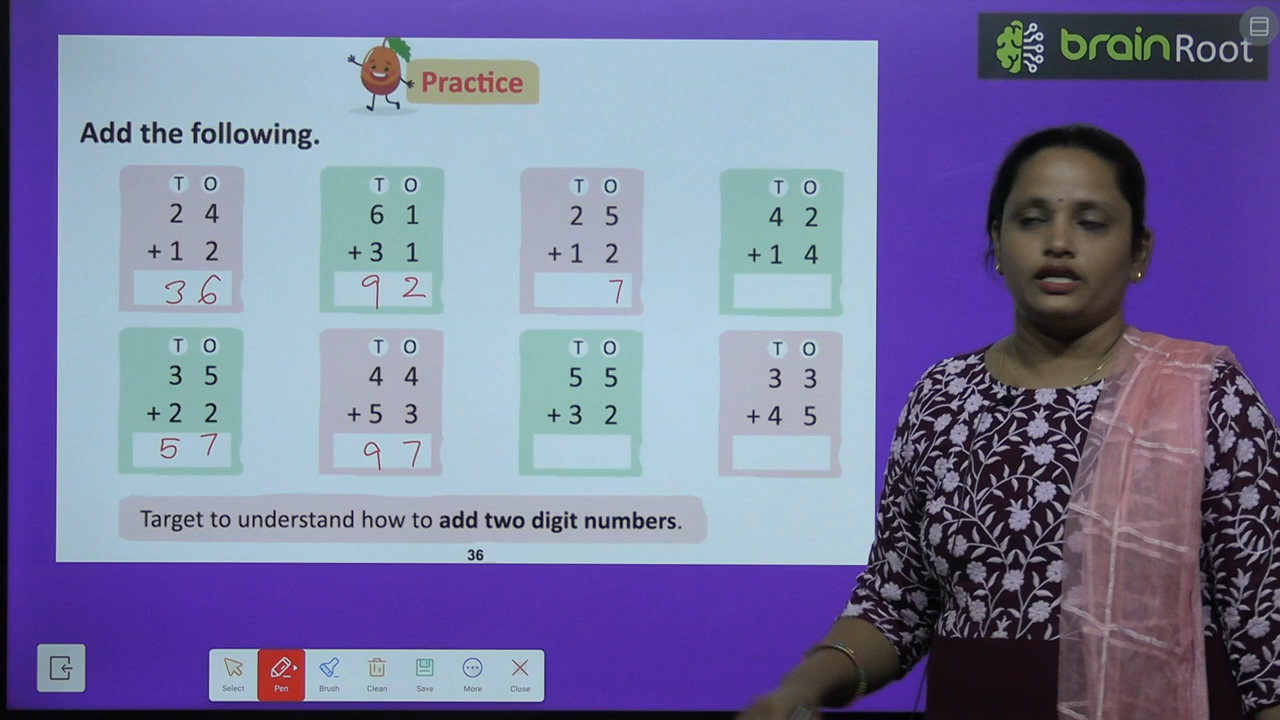 brainRoot
Practice
Add the following.
T O T O T O T O
2 4 6 1 2 5 4 2
+1 2 +3 1 +1 2 +1 4
3 6 9 2 7
T O T O T O T O
3 5 4 4 5 5 3 3
+2 2 +5 3 +3 2 +4 5
5 7 9 7
Target to understand how to add two digit numbers.
36
Select Pen Brush Clean Save More Close